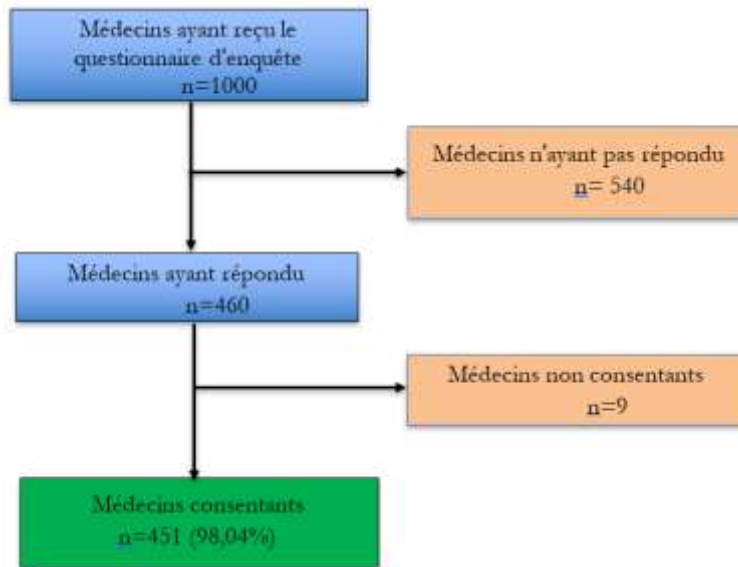 Médecins ayant reçu le
questionnaire d'enquête
n=1000
Médecins n'ayant pas répondu
n= 540
Médecins ayant répondu
n=460
Médecins non consentants
n=9
Médecins consentants
n=451 (98,04%)